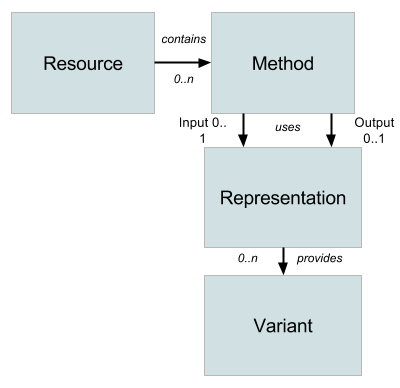 contains
Resource
Method
0..n
Input 0..
1
uses
Output
0..1
Representation
0..n
provides
Variant